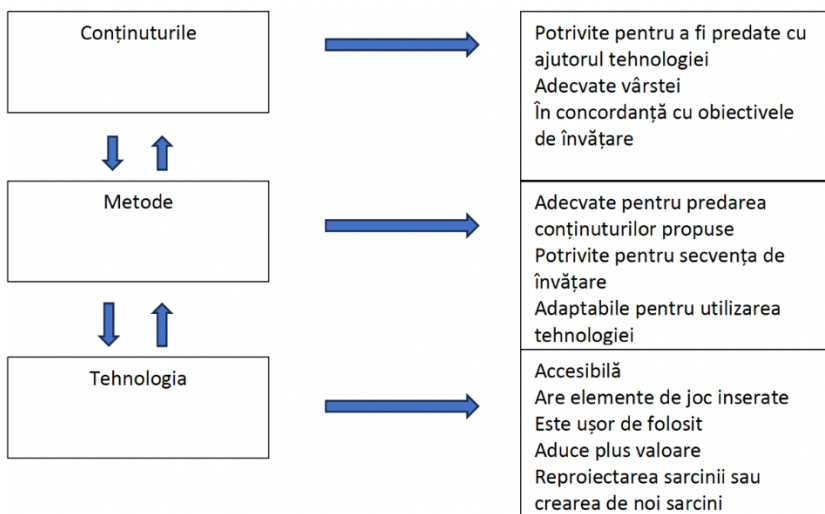 Conținuturile
Potrivite pentru a fi predate cu
ajutorul tehnologiei
Adecvate vârstei
În concordanță cu obiectivele
de învățare
Metode
Adecvate pentru predarea
conținuturilor propuse
Potrivite pentru secvența de
învățare
Adaptabile pentru utilizarea
tehnologiei
Tehnologia
Accesibilă
Are elemente de joc inserate
Este ușor de folosit
Aduce plus valoare
Reproiectarea sarcinii sau
crearea de noi sarcini